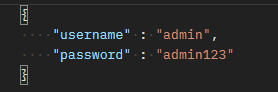 {
    "username" : "admin",
    "password" : "admin123"
}